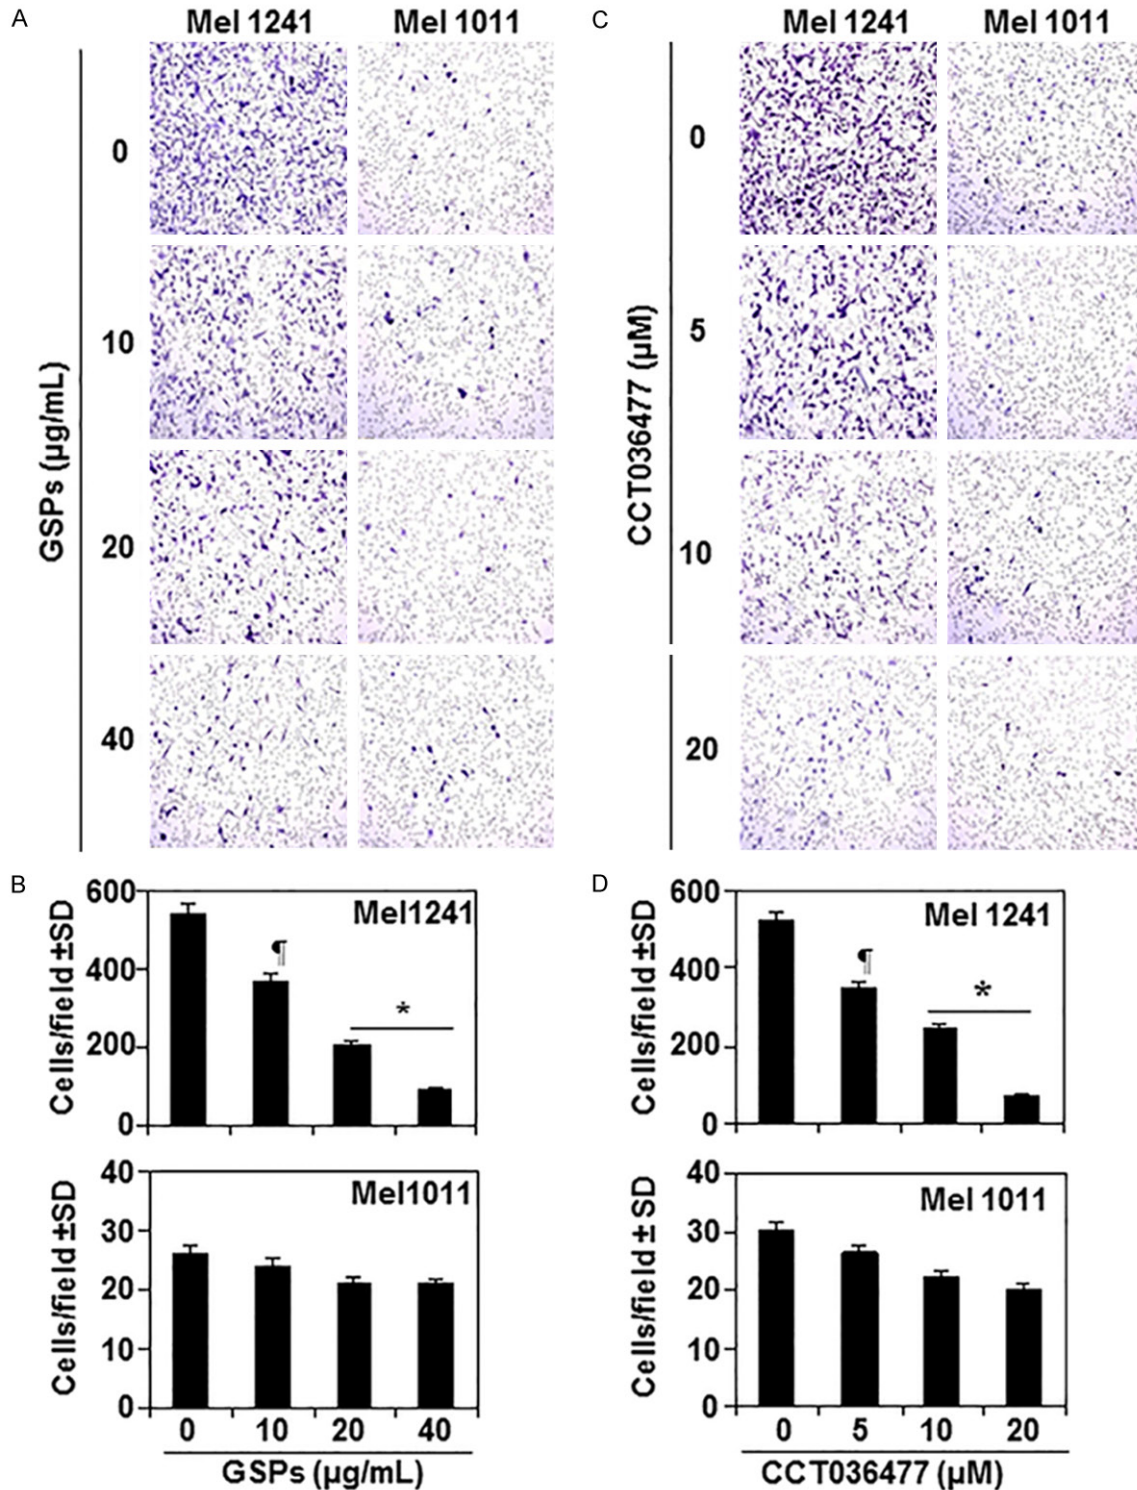 A
Mel 1241 Mel 1011
GSPs (µg/mL)
0
10
20
40
C
Mel 1241 Mel 1011
CCT036477 (µM)
0
5
10
20
B
Cells/field ±SD
600
400
200
0
Mel1241
¶
*
Cells/field ±SD
40
30
20
10
0
Mel1011
0 10 20 40
GSPs (µg/mL)
D
Cells/field ±SD
600
400
200
0
Mel 1241
¶
*
Cells/field ± SD
40
30
20
10
0
Mel 1011
0 5 10 20
CCT036477 (µM)